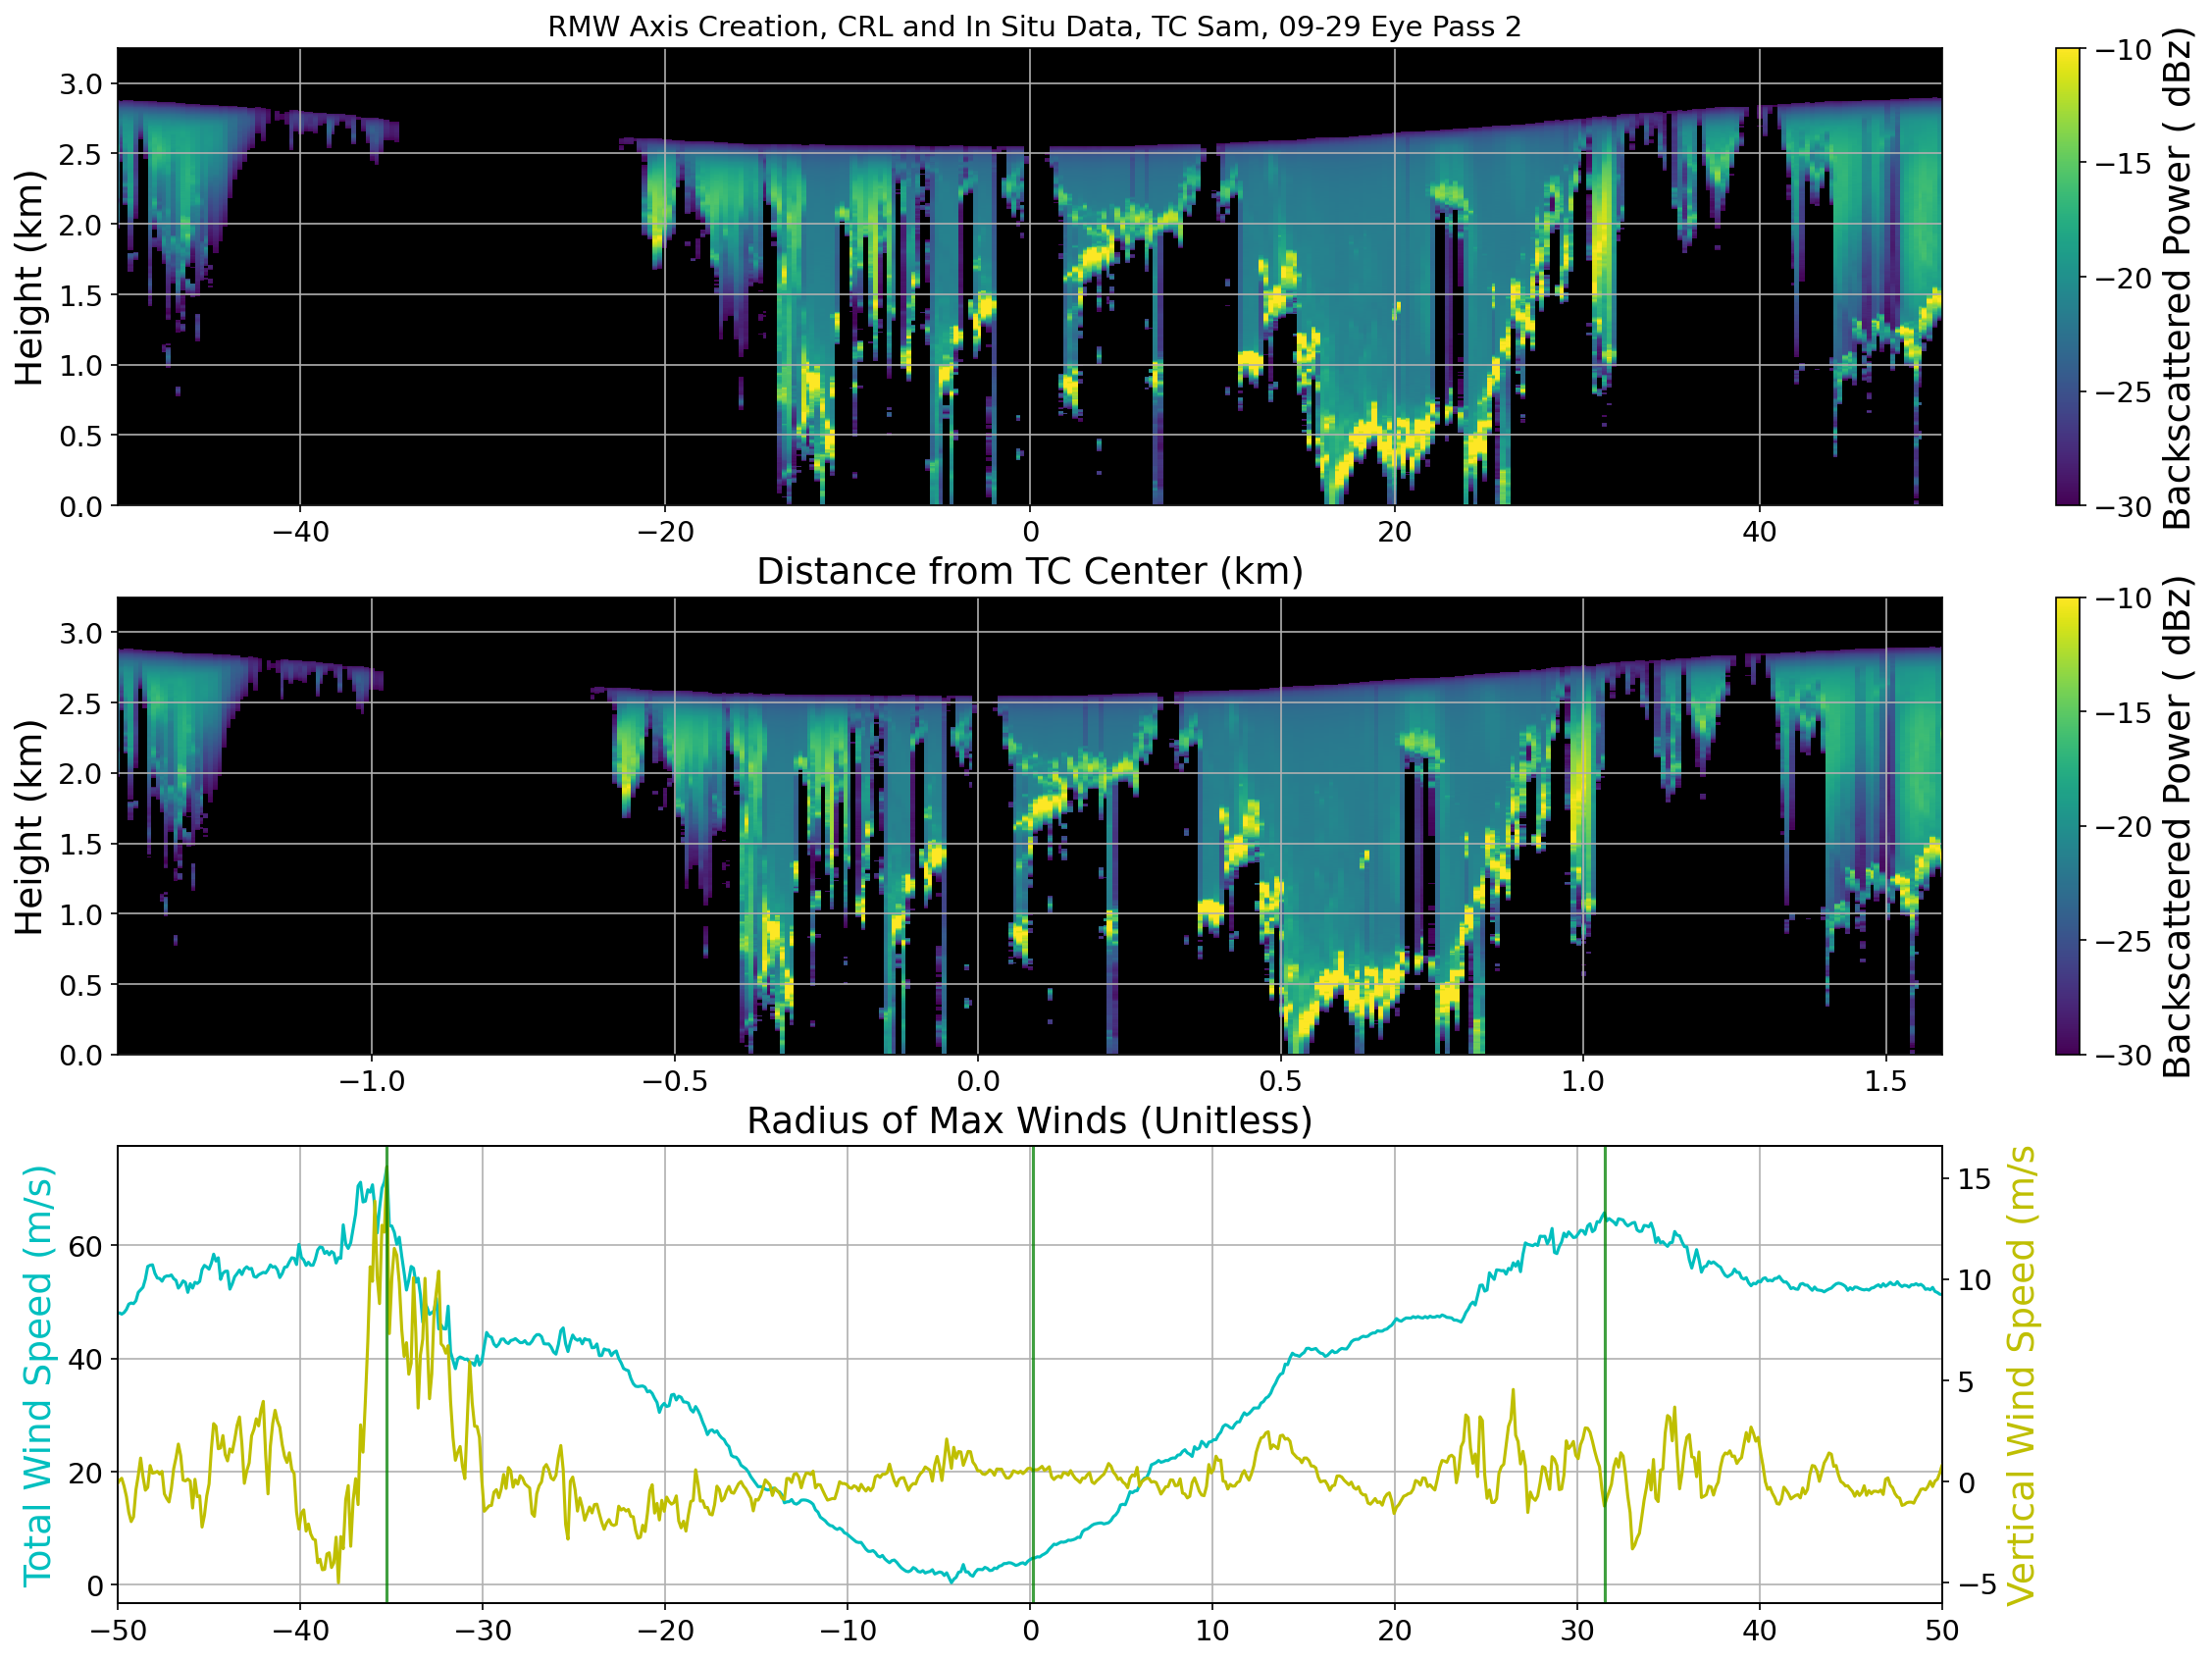 RMW Axis Creation, CRL and In Situ Data, TC Sam, 09-29 Eye Pass 2
Height (km)
3.0
2.5
2.0
1.5
1.0
0.5
0.0
−40 −20 0 20 40
Distance from TC Center (km)
−10
−15
−20
−25
−30
Backscattered Power ( dBz)
Height (km)
3.0
2.5
2.0
1.5
1.0
0.5
0.0
−1.0 −0.5 0.0 0.5 1.0 1.5
Radius of Max Winds (Unitless)
−10
−15
−20
−25
−30
Backscattered Power ( dBz)
Total Wind Speed (m/s)
60
40
20
0
−50 −40 −30 −20 −10 0 10 20 30 40 50
15
10
5
0
−5
Vertical Wind Speed (m/s